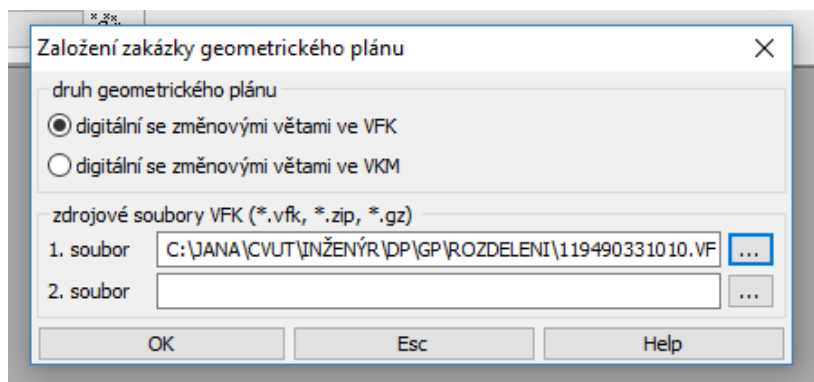 Založení zakázky geometrického plánu
druh geometrického plánu
digitální se změnovými větami ve VFK
digitální se změnovými větami ve VKM
zdrojové soubory VFK (*.vfk, *.zip, *.gz)
1. soubor C:\JANA\CVUT\INŽENÝR\DP\GP\ROZDELENI\119490331010.VF ...
2. soubor ...
OK Esc Help